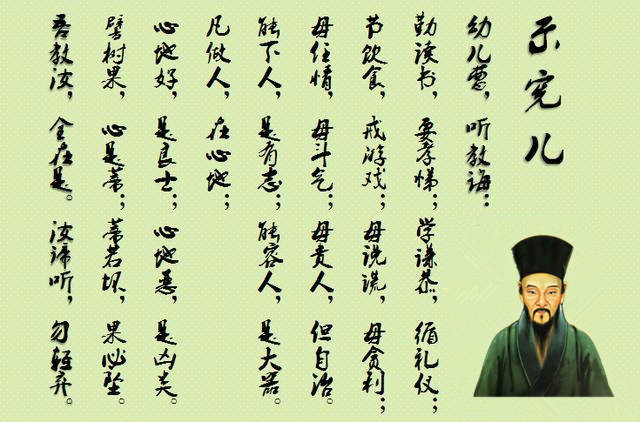 示宪儿
幼儿曹，听教诲：
勤读书，要孝悌；学谦恭，循礼仪；
节饮食，戒游戏；毋说谎，毋贪利；
毋任情，毋斗气；毋责人，但自治。
能下人，是有志；能容人，是大器。
凡做人，在心地；
心地好，是良士；心地恶，是凶类。
譬树果，心是蒂；蒂若坏，果必坠。
吾教汝，全在是。汝谛听，勿轻弃。